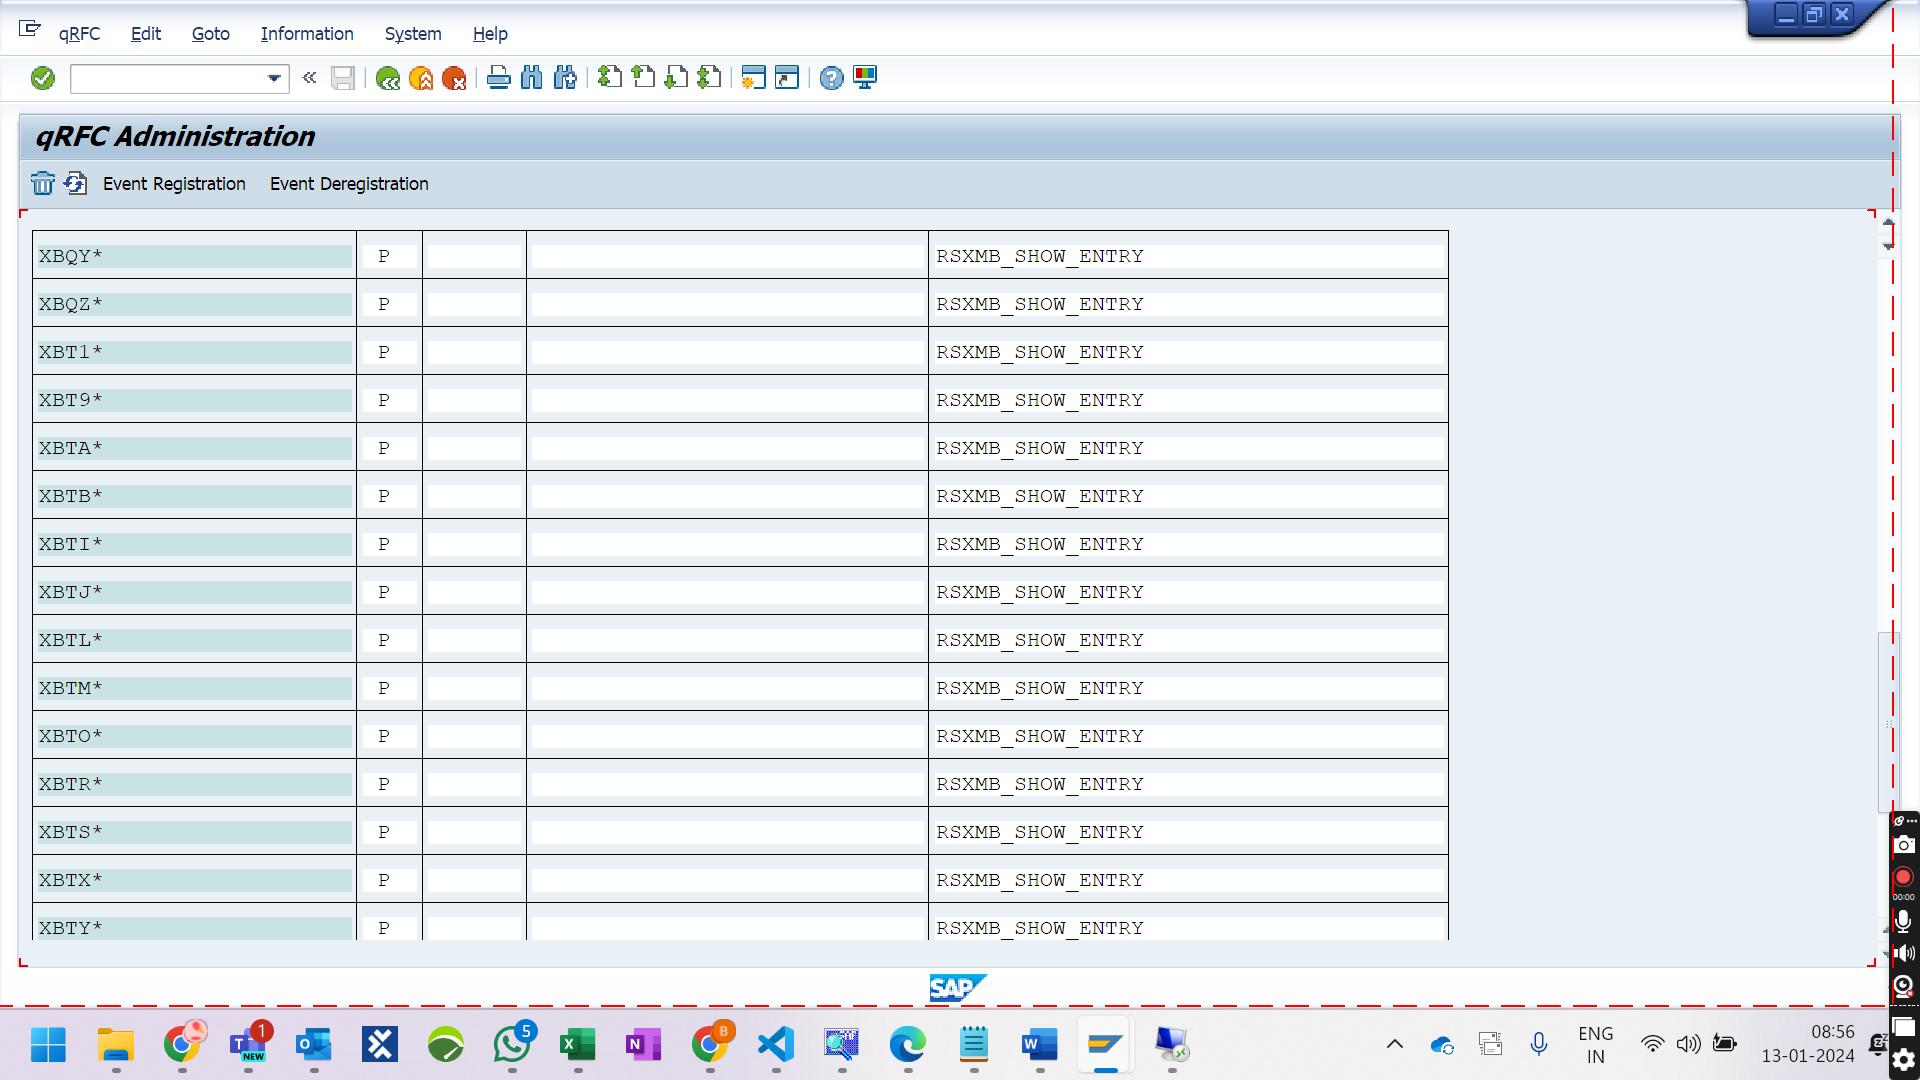 qRFC Edit Goto Information System Help
qRFC Administration
Event Registration Event Deregistration
XBQY* P RSXMB_SHOW_ENTRY
XBQZ* P RSXMB_SHOW_ENTRY
XBT1* P RSXMB_SHOW_ENTRY
XBT9* P RSXMB_SHOW_ENTRY
XBTA* P RSXMB_SHOW_ENTRY
XBTB* P RSXMB_SHOW_ENTRY
XBTI* P RSXMB_SHOW_ENTRY
XBTJ* P RSXMB_SHOW_ENTRY
XBTL* P RSXMB_SHOW_ENTRY
XBTM* P RSXMB_SHOW_ENTRY
XBTO* P RSXMB_SHOW_ENTRY
XBTR* P RSXMB_SHOW_ENTRY
XBTS* P RSXMB_SHOW_ENTRY
XBTX* P RSXMB_SHOW_ENTRY
XBTY* P RSXMB_SHOW_ENTRY
00:00
SAP
1
NEW
5
B
ENG
IN
08:56
13-01-2024